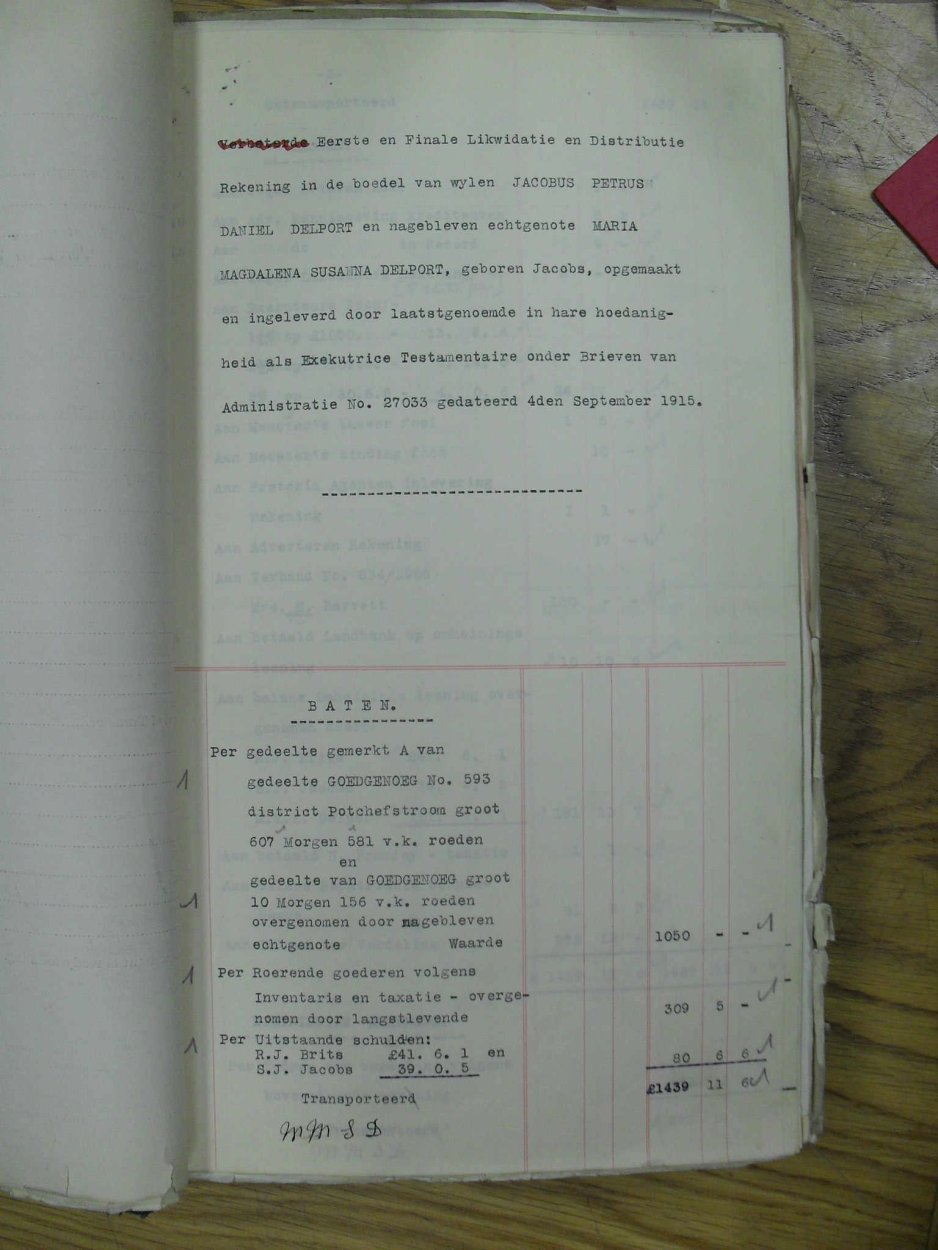 Verbeterde Eerste en Finale Likwidatie en Distributie
Rekening in de boedel van wylen JACOBUS PETRUS
DANIEL DELPORT en nagebleven echtgenote MARIA
MAGDALENA SUSANNA DELPORT, geboren Jacobs, opgemaakt
en ingeleverd door laatstgenoemde in hare hoedanig-
heid als Exekutrice Testamentaire onder Brieven van
Administratie No. 27033 gedateerd 4den September 1915.
B A T E N.
Per gedeelte gemerkt A van
gedeelte GOEDGENOEG No. 593
district Potchefstroom groot
607 Morgen 581 v.k. roeden
en
gedeelte van GOEDGENOEG groot
10 Morgen 156 v.k. roeden
overgenomen door nagebleven
echtgenote Waarde 1050 - -
Per Roerende goederen volgens
Inventaris en taxatie - overge-
nomen door langstlevende 309 5 -
Per Uitstaande schulden:
R.J. Brits £41. 6. 1 en
S.J. Jacobs 39. 0. 5 80 6 6
£1439 11 6
Transporteerd
M M S D